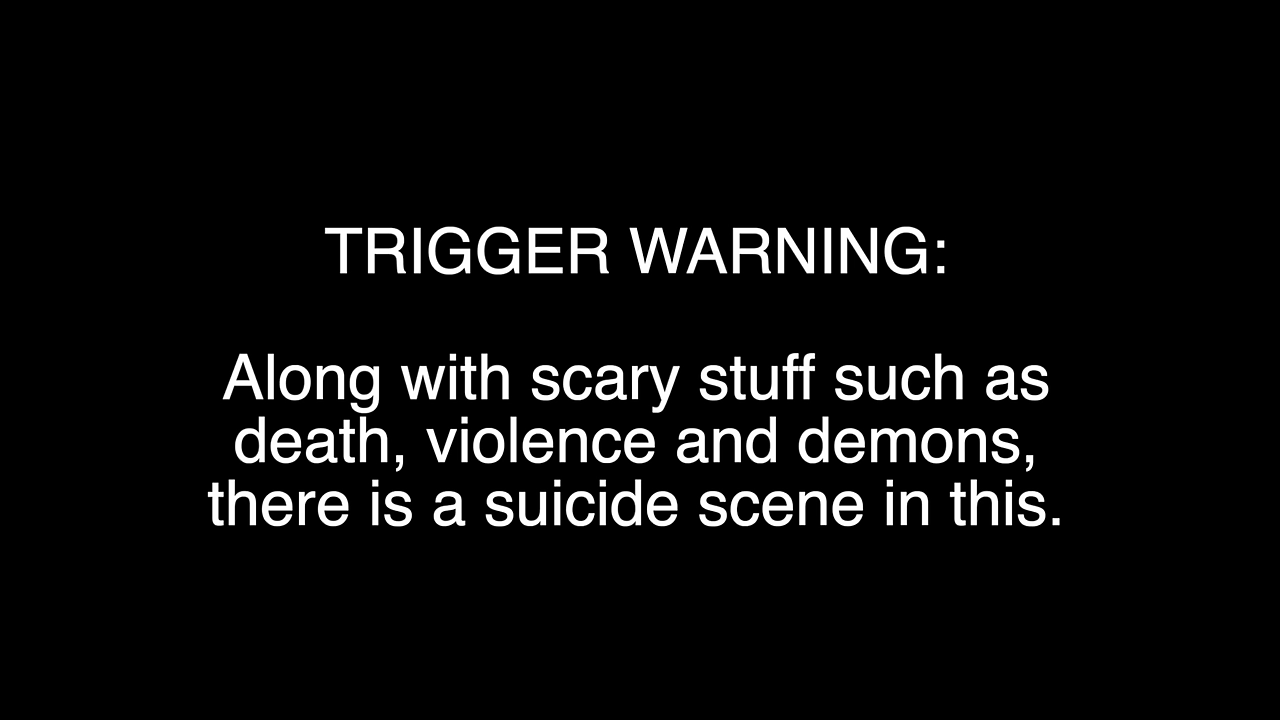 TRIGGER WARNING:
Along with scary stuff such as
death, violence and demons,
there is a suicide scene in this.